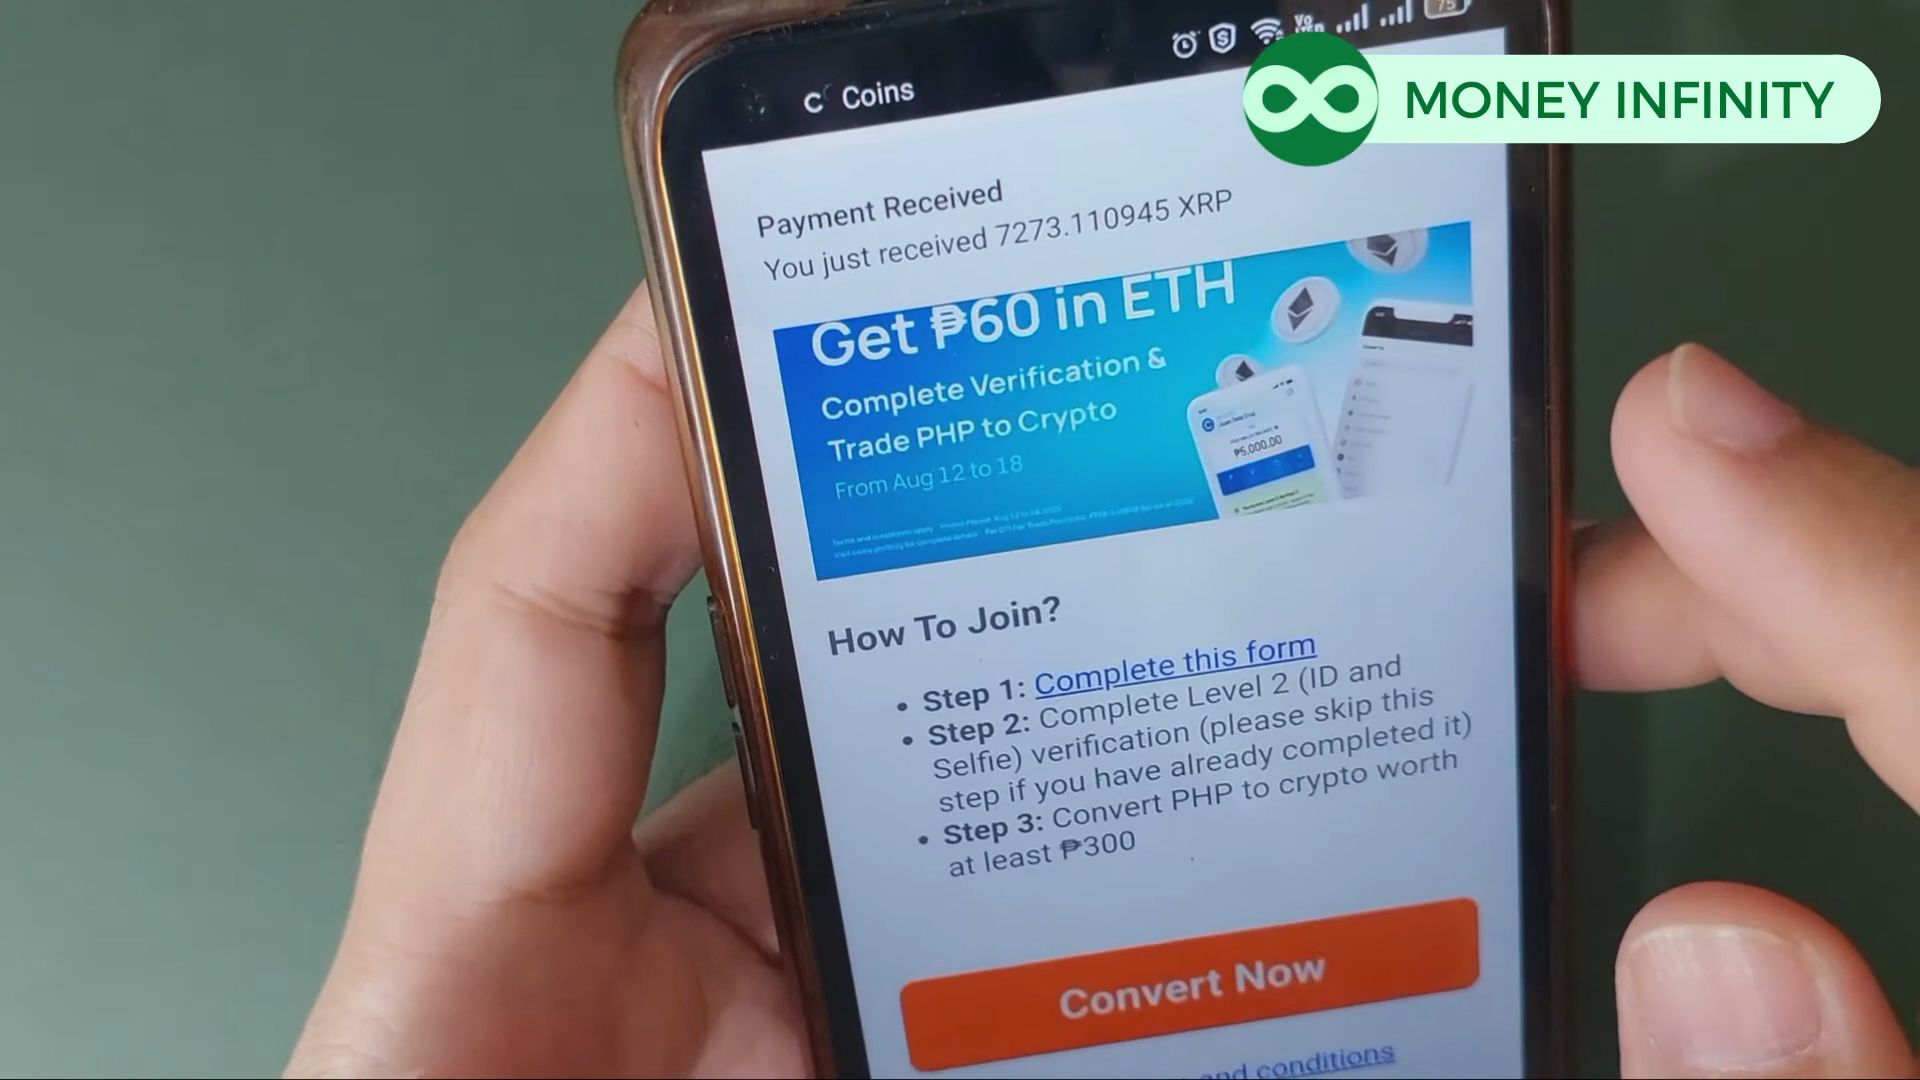 75
Coins
MONEY INFINITY
Payment Received
You just received 7273.110945 XRP
Get ₱60 in ETH
Complete Verification &
Trade PHP to Crypto
From Aug 12 to 18
₱5,000.00
How To Join?
• Step 1: Complete this form
• Step 2: Complete Level 2 (ID and
Selfie) verification (please skip this
step if you have already completed it)
• Step 3: Convert PHP to crypto worth
at least ₱300
Convert Now
and conditions